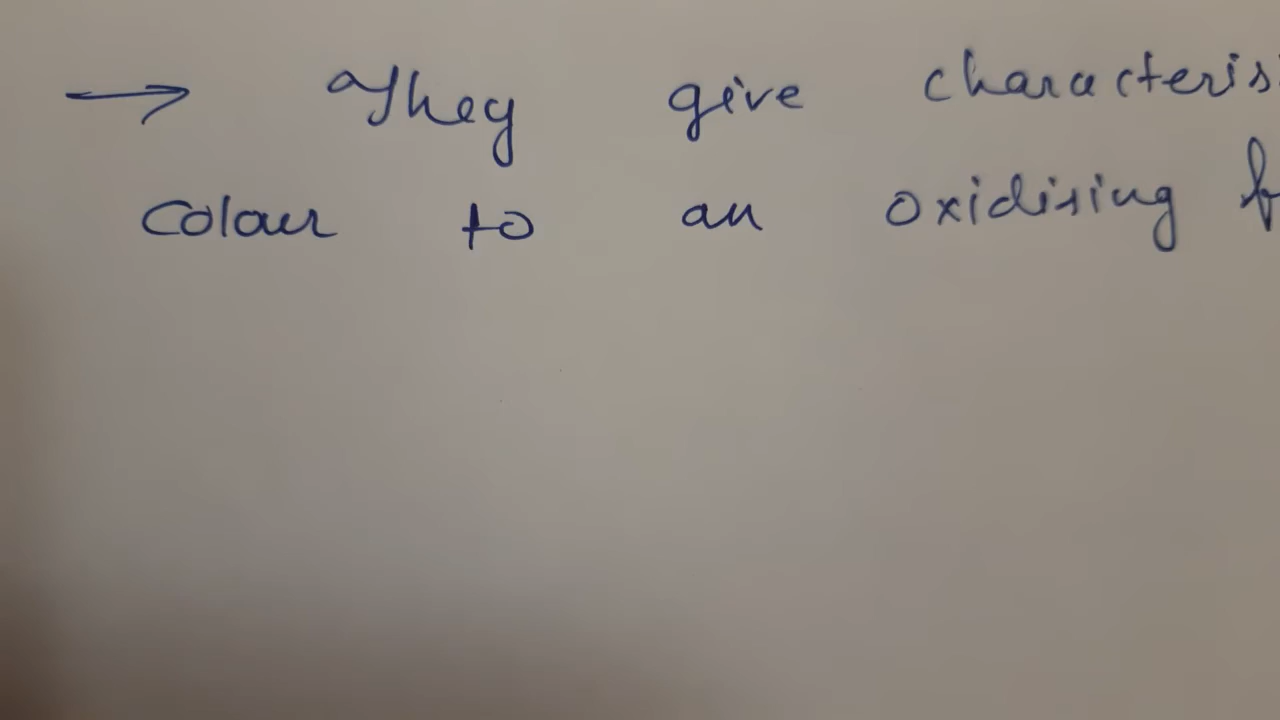 → They give characteris
colour to an oxidising f